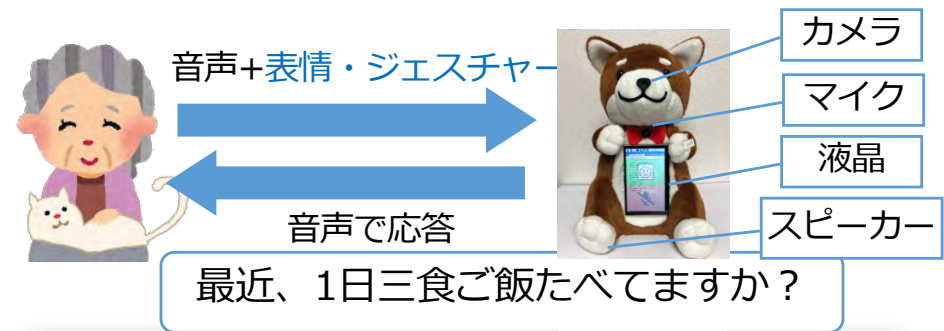 音声+表情・ジェスチャー
カメラ
マイク
液晶
音声で応答
スピーカー
最近、1日三食ご飯たべてますか？